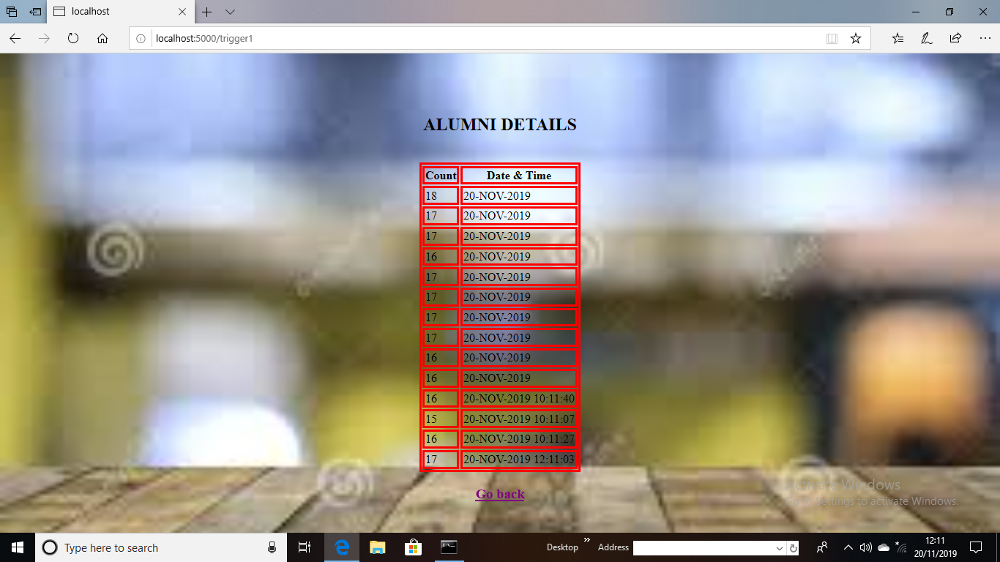 localhost
localhost:5000/trigger1
ALUMNI DETAILS
Count Date & Time
18 20-NOV-2019
17 20-NOV-2019
17 20-NOV-2019
16 20-NOV-2019
17 20-NOV-2019
17 20-NOV-2019
17 20-NOV-2019
17 20-NOV-2019
16 20-NOV-2019
16 20-NOV-2019
16 20-NOV-2019 10:11:40
15 20-NOV-2019 10:11:07
16 20-NOV-2019 10:11:27
17 20-NOV-2019 12:11:03
Go back
Activate Windows
Go to Settings to activate Windows.
Type here to search
Desktop
Address
12:11
20/11/2019